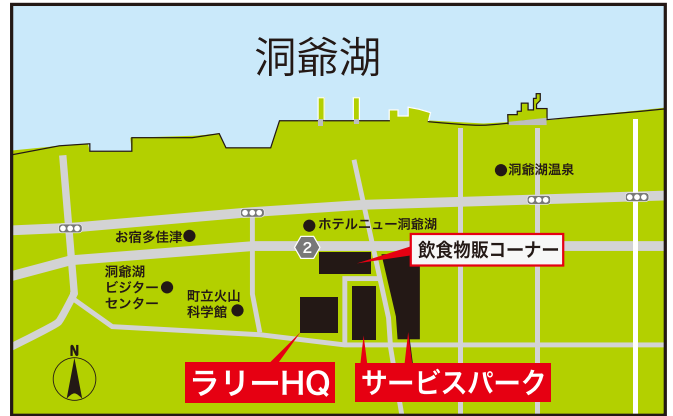 洞爺湖
洞爺湖温泉
ホテルニュー洞爺湖
お宿多佳津
2
飲食物販コーナー
洞爺湖
ビジター
センター
町立火山
科学館
N
ラリーHQ
サービスパーク